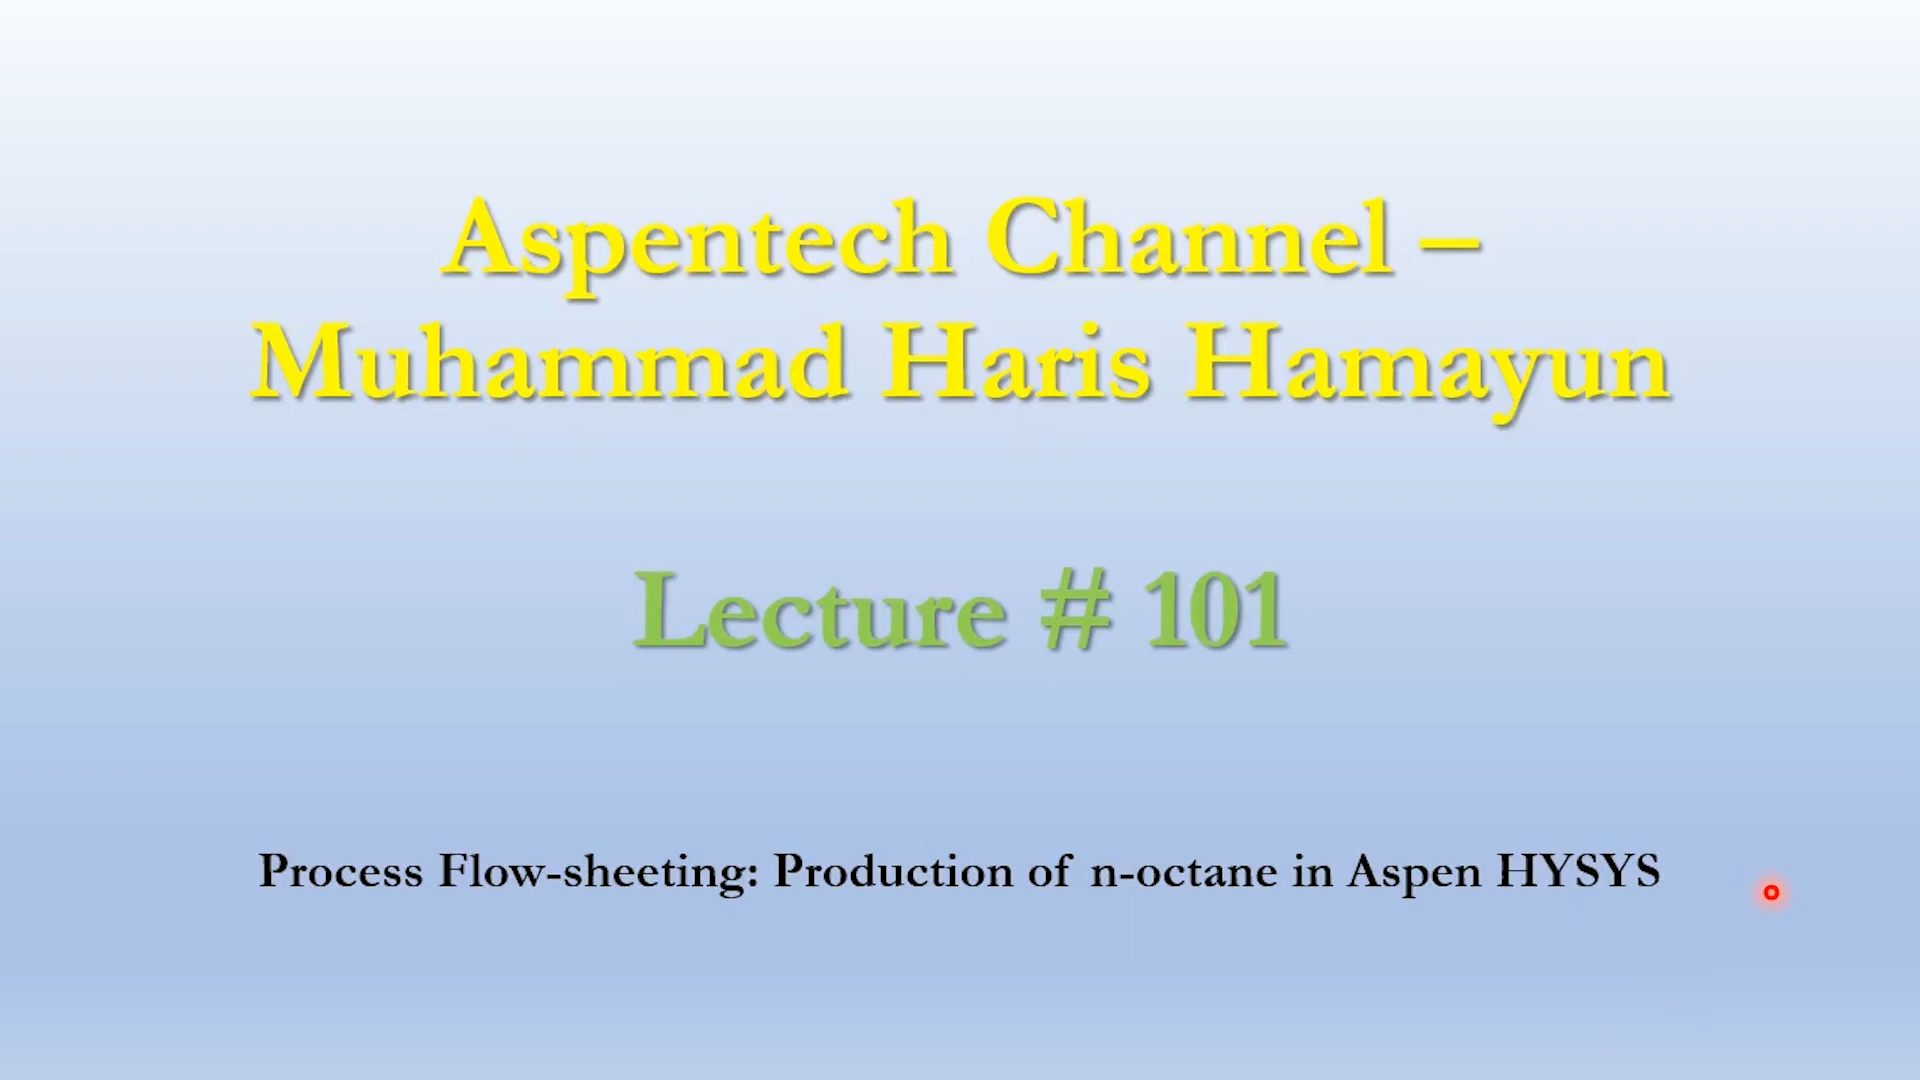 Aspentech Channel –
Muhammad Haris Hamayun
Lecture # 101
Process Flow-sheeting: Production of n-octane in Aspen HYSYS